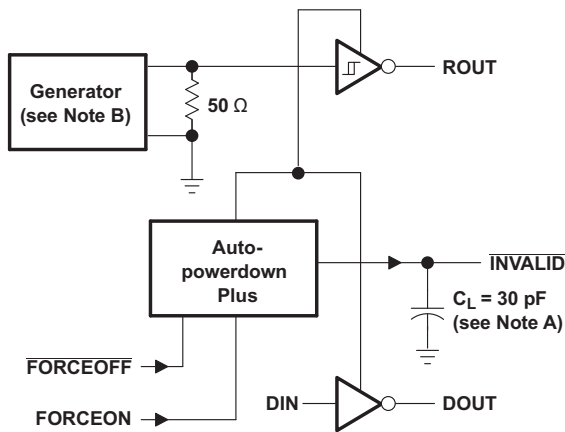 ROUT
Generator
(see Note B)
50 Ω
Auto-
powerdown
Plus
INVALID
C_L = 30 pF
(see Note A)
FORCEOFF
FORCEON
DIN
DOUT